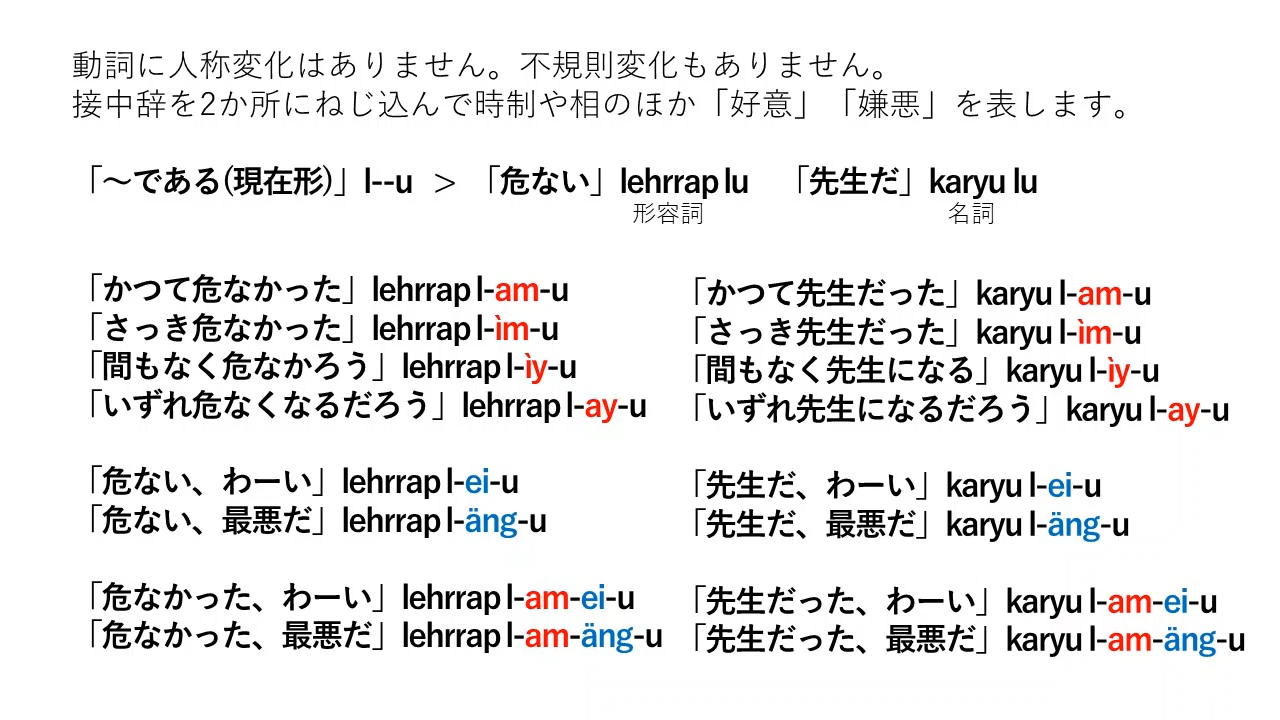 動詞に人称変化はありません。不規則変化もありません。
接中辞を2か所にねじ込んで時制や相のほか「好意」「嫌悪」を表します。
「～である(現在形)」l--u ＞ 「危ない」lehrrap lu 「先生だ」karyu lu
形容詞 名詞
「かつて危なかった」lehrrap l-am-u
「さっき危なかった」lehrrap l-ìm-u
「間もなく危なかろう」lehrrap l-ìy-u
「いずれ危なくなるだろう」lehrrap l-ay-u
「危ない、わーい」lehrrap l-ei-u
「危ない、最悪だ」lehrrap l-äng-u
「危なかった、わーい」lehrrap l-am-ei-u
「危なかった、最悪だ」lehrrap l-am-äng-u
「かつて先生だった」karyu l-am-u
「さっき先生だった」karyu l-ìm-u
「間もなく先生になる」karyu l-ìy-u
「いずれ先生になるだろう」karyu l-ay-u
「先生だ、わーい」karyu l-ei-u
「先生だ、最悪だ」karyu l-äng-u
「先生だった、わーい」karyu l-am-ei-u
「先生だった、最悪だ」karyu l-am-äng-u